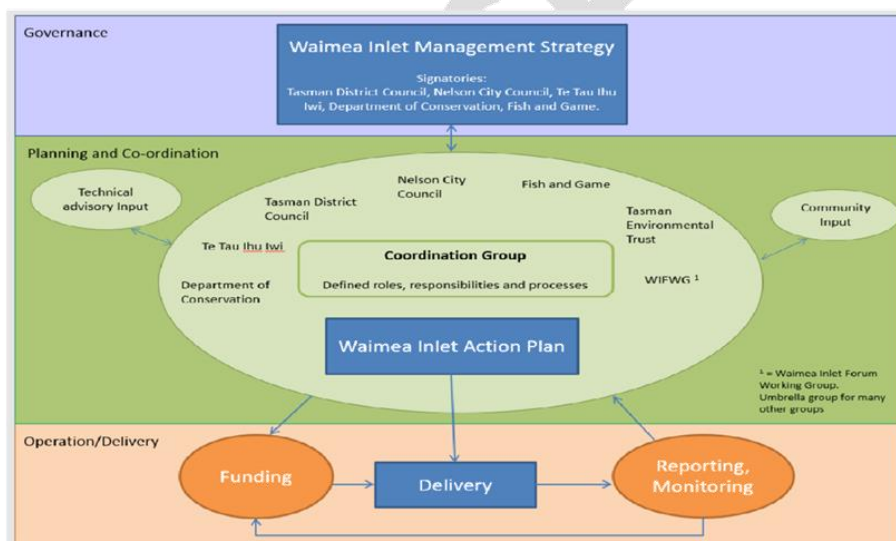 Governance
Waimea Inlet Management Strategy
Signatories:
Tasman District Council, Nelson City Council, Te Tau Ihu
Iwi, Department of Conservation, Fish and Game.
Planning and Co-ordination
Technical
advisory Input
Tasman District
Council
Nelson City
Council
Fish and Game
Tasman
Environmental
Trust
Community
Input
Te Tau Ihu Iwi
Coordination Group
Defined roles, responsibilities and processes
Department of
Conservation
WIFWG ¹
Waimea Inlet Action Plan
¹ = Waimea Inlet Forum
Working Group.
Umbrella group for many
other groups
Operation/Delivery
Funding
Delivery
Reporting,
Monitoring